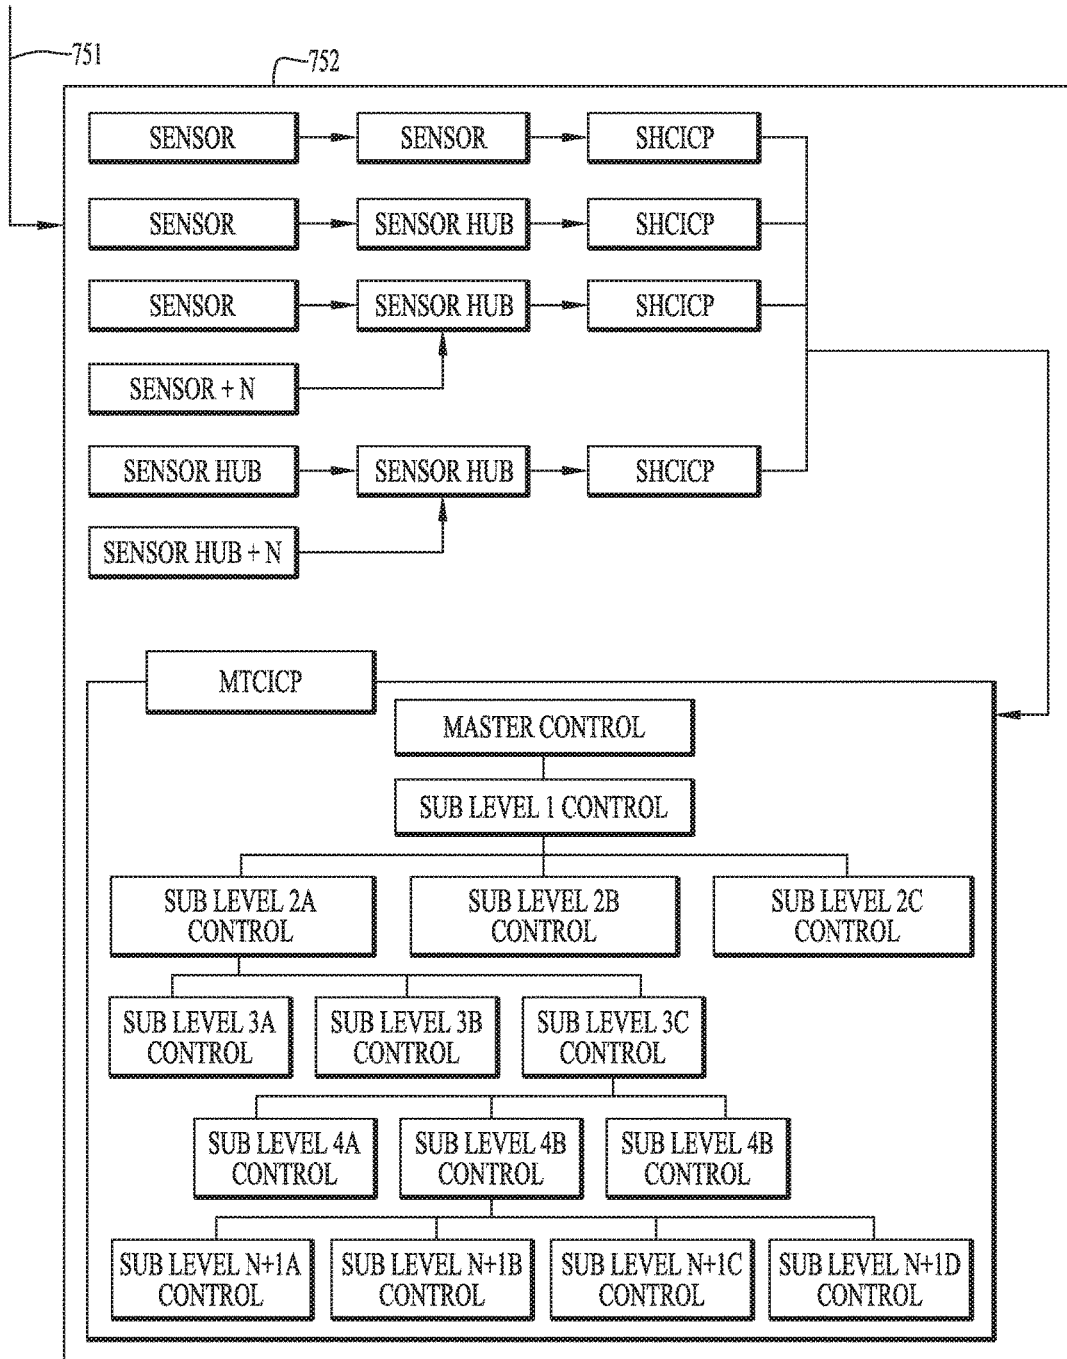 751
752
SENSOR
SENSOR
SHCICP
SENSOR
SENSOR HUB
SHCICP
SENSOR
SENSOR HUB
SHCICP
SENSOR + N
SENSOR HUB
SENSOR HUB
SHCICP
SENSOR HUB + N
MTCICP
MASTER CONTROL
SUB LEVEL 1 CONTROL
SUB LEVEL 2A
CONTROL
SUB LEVEL 2B
CONTROL
SUB LEVEL 2C
CONTROL
SUB LEVEL 3A
CONTROL
SUB LEVEL 3B
CONTROL
SUB LEVEL 3C
CONTROL
SUB LEVEL 4A
CONTROL
SUB LEVEL 4B
CONTROL
SUB LEVEL 4B
CONTROL
SUB LEVEL N+1A
CONTROL
SUB LEVEL N+1B
CONTROL
SUB LEVEL N+1C
CONTROL
SUB LEVEL N+1D
CONTROL